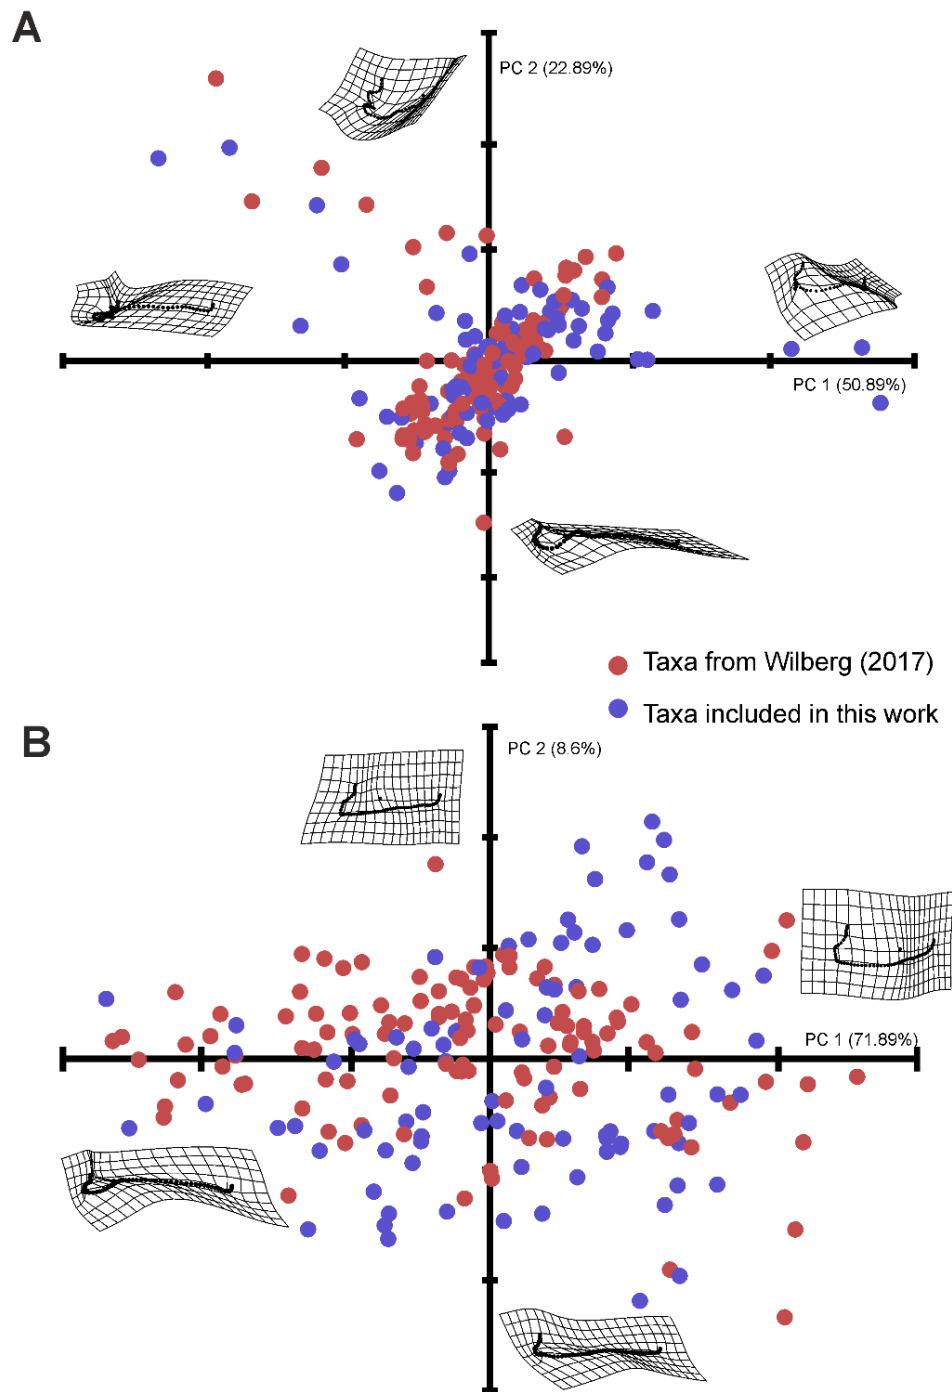 A
PC 2 (22.89%)
PC 1 (50.89%)
Taxa from Wilberg (2017)
Taxa included in this work
B
PC 2 (8.6%)
PC 1 (71.89%)